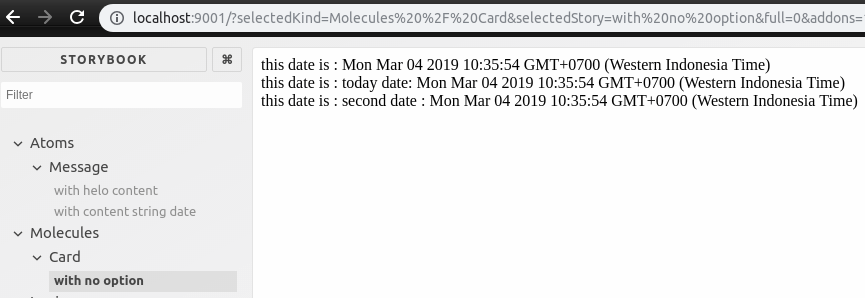 localhost:9001/?selectedKind=Molecules%20%2F%20Card&selectedStory=with%20no%20option&full=0&addons=
STORYBOOK
⌘
Filter
Atoms
Message
with helo content
with content string date
Molecules
Card
with no option
this date is : Mon Mar 04 2019 10:35:54 GMT+0700 (Western Indonesia Time)
this date is : today date: Mon Mar 04 2019 10:35:54 GMT+0700 (Western Indonesia Time)
this date is : second date : Mon Mar 04 2019 10:35:54 GMT+0700 (Western Indonesia Time)